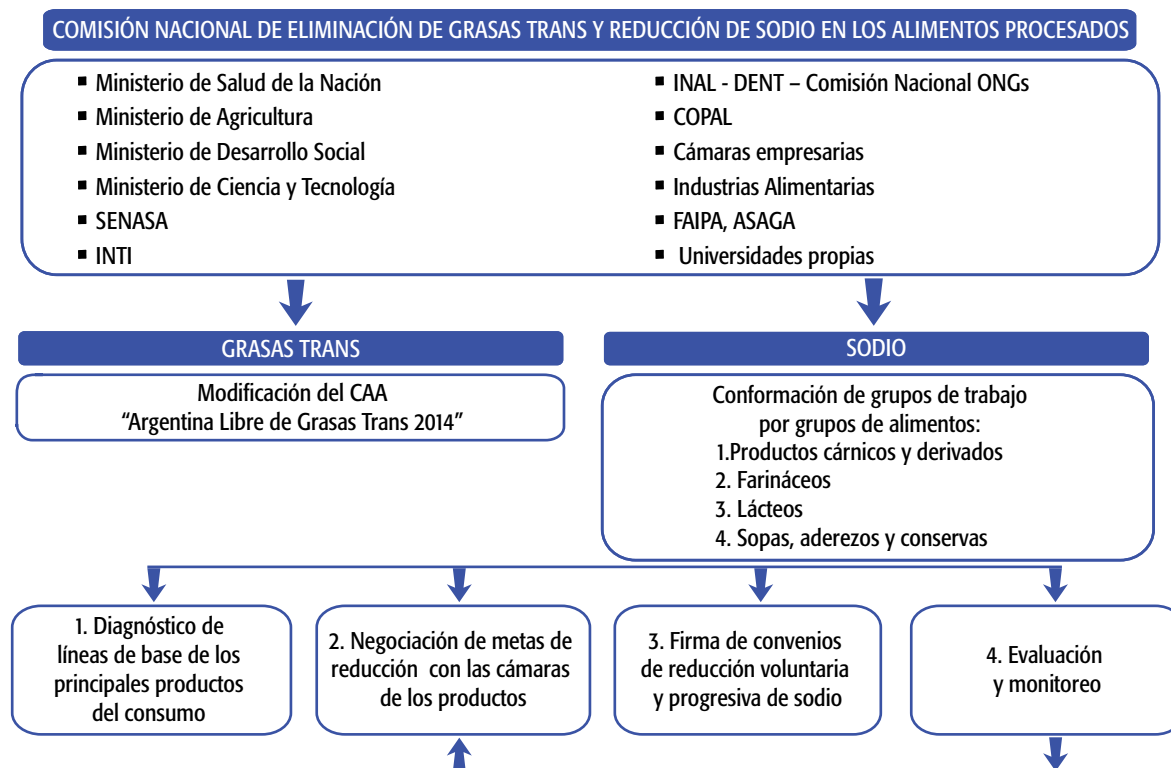 COMISIÓN NACIONAL DE ELIMINACIÓN DE GRASAS TRANS Y REDUCCIÓN DE SODIO EN LOS ALIMENTOS PROCESADOS
▪ Ministerio de Salud de la Nación
▪ Ministerio de Agricultura
▪ Ministerio de Desarrollo Social
▪ Ministerio de Ciencia y Tecnología
▪ SENASA
▪ INTI
▪ INAL - DENT – Comisión Nacional ONGs
▪ COPAL
▪ Cámaras empresarias
▪ Industrias Alimentarias
▪ FAIPA, ASAGA
▪ Universidades propias
GRASAS TRANS
Modificación del CAA
“Argentina Libre de Grasas Trans 2014”
SODIO
Conformación de grupos de trabajo
por grupos de alimentos:
1.Productos cárnicos y derivados
2. Farináceos
3. Lácteos
4. Sopas, aderezos y conservas
1. Diagnóstico de
líneas de base de los
principales productos
del consumo
2. Negociación de metas de
reducción con las cámaras
de los productos
3. Firma de convenios
de reducción voluntaria
y progresiva de sodio
4. Evaluación
y monitoreo